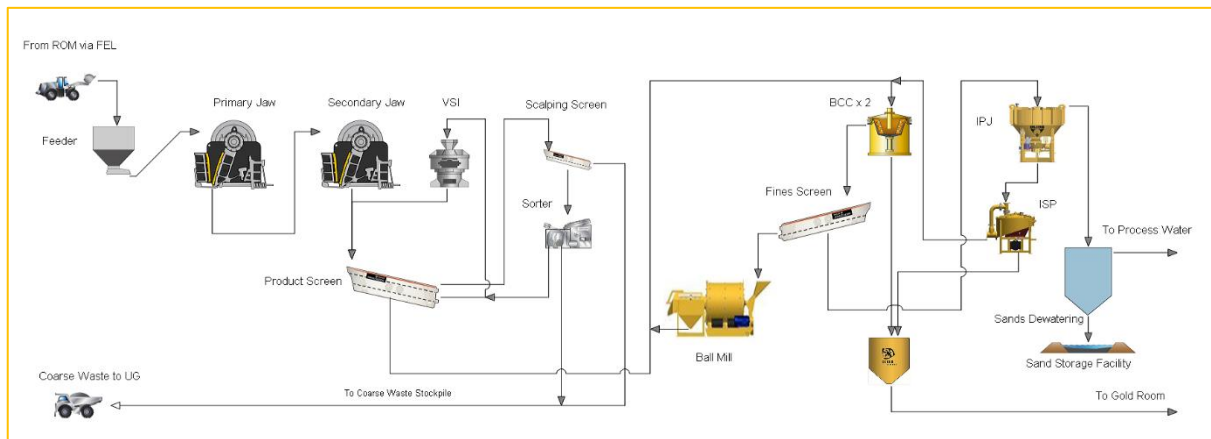 From ROM via FEL
Primary Jaw
Secondary Jaw
VSI
Scalping Screen
BCC x 2
IPJ
Feeder
Fines Screen
ISP
Sorter
To Process Water
Product Screen
Sands Dewatering
Ball Mill
Sand Storage Facility
Coarse Waste to UG
To Coarse Waste Stockpile
To Gold Room